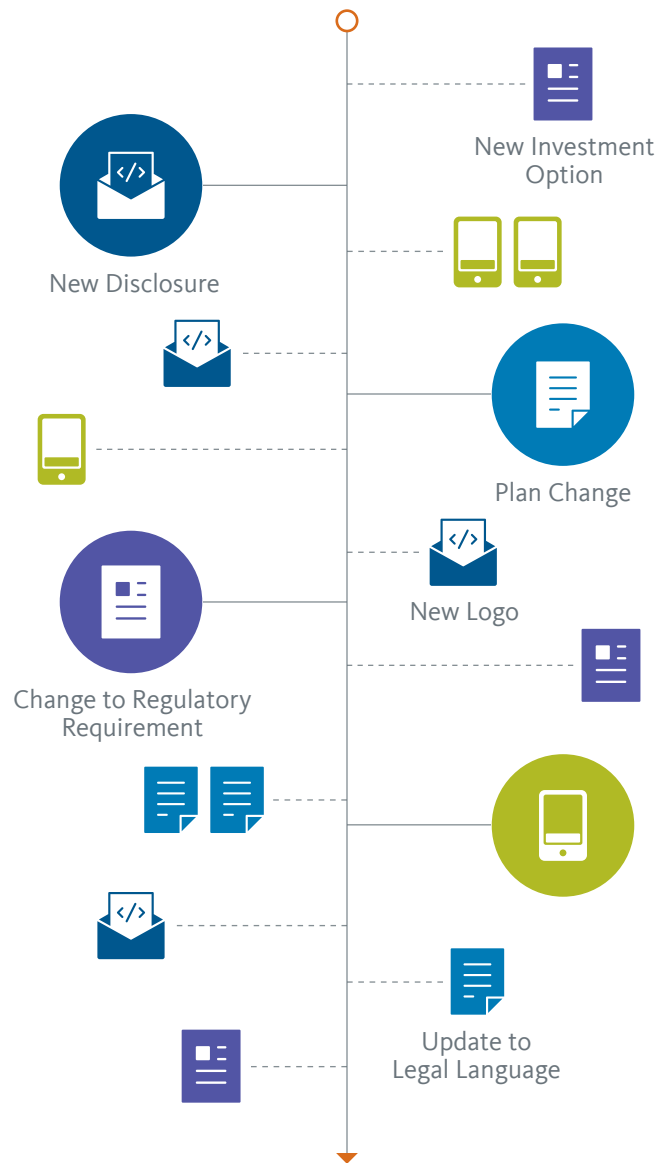 New Investment
Option
New Disclosure
Plan Change
New Logo
Change to Regulatory
Requirement
Update to
Legal Language